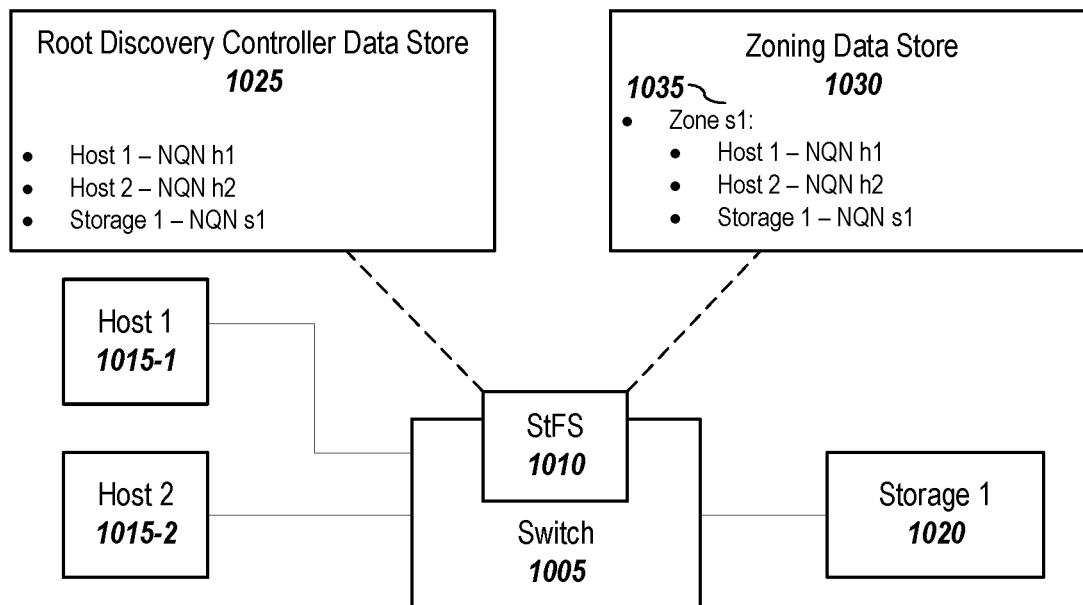 Root Discovery Controller Data Store
1025
• Host 1 – NQN h1
• Host 2 – NQN h2
• Storage 1 – NQN s1
Zoning Data Store
1030
1035
• Zone s1:
• Host 1 – NQN h1
• Host 2 – NQN h2
• Storage 1 – NQN s1
Host 1
1015-1
Host 2
1015-2
StFS
1010
Switch
1005
Storage 1
1020